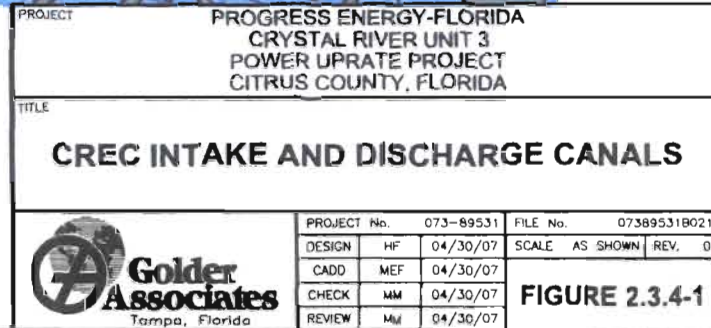 PROJECT
PROGRESS ENERGY-FLORIDA
CRYSTAL RIVER UNIT 3
POWER UPRATE PROJECT
CITRUS COUNTY, FLORIDA
TITLE
CREC INTAKE AND DISCHARGE CANALS
Golder
Associates
Tampa, Florida
PROJECT No. 073-89531 FILE No. 07389531B021
DESIGN HF 04/30/07 SCALE AS SHOWN REV. 0
CADD MEF 04/30/07
CHECK MM 04/30/07
REVIEW MM 04/30/07
FIGURE 2.3.4-1